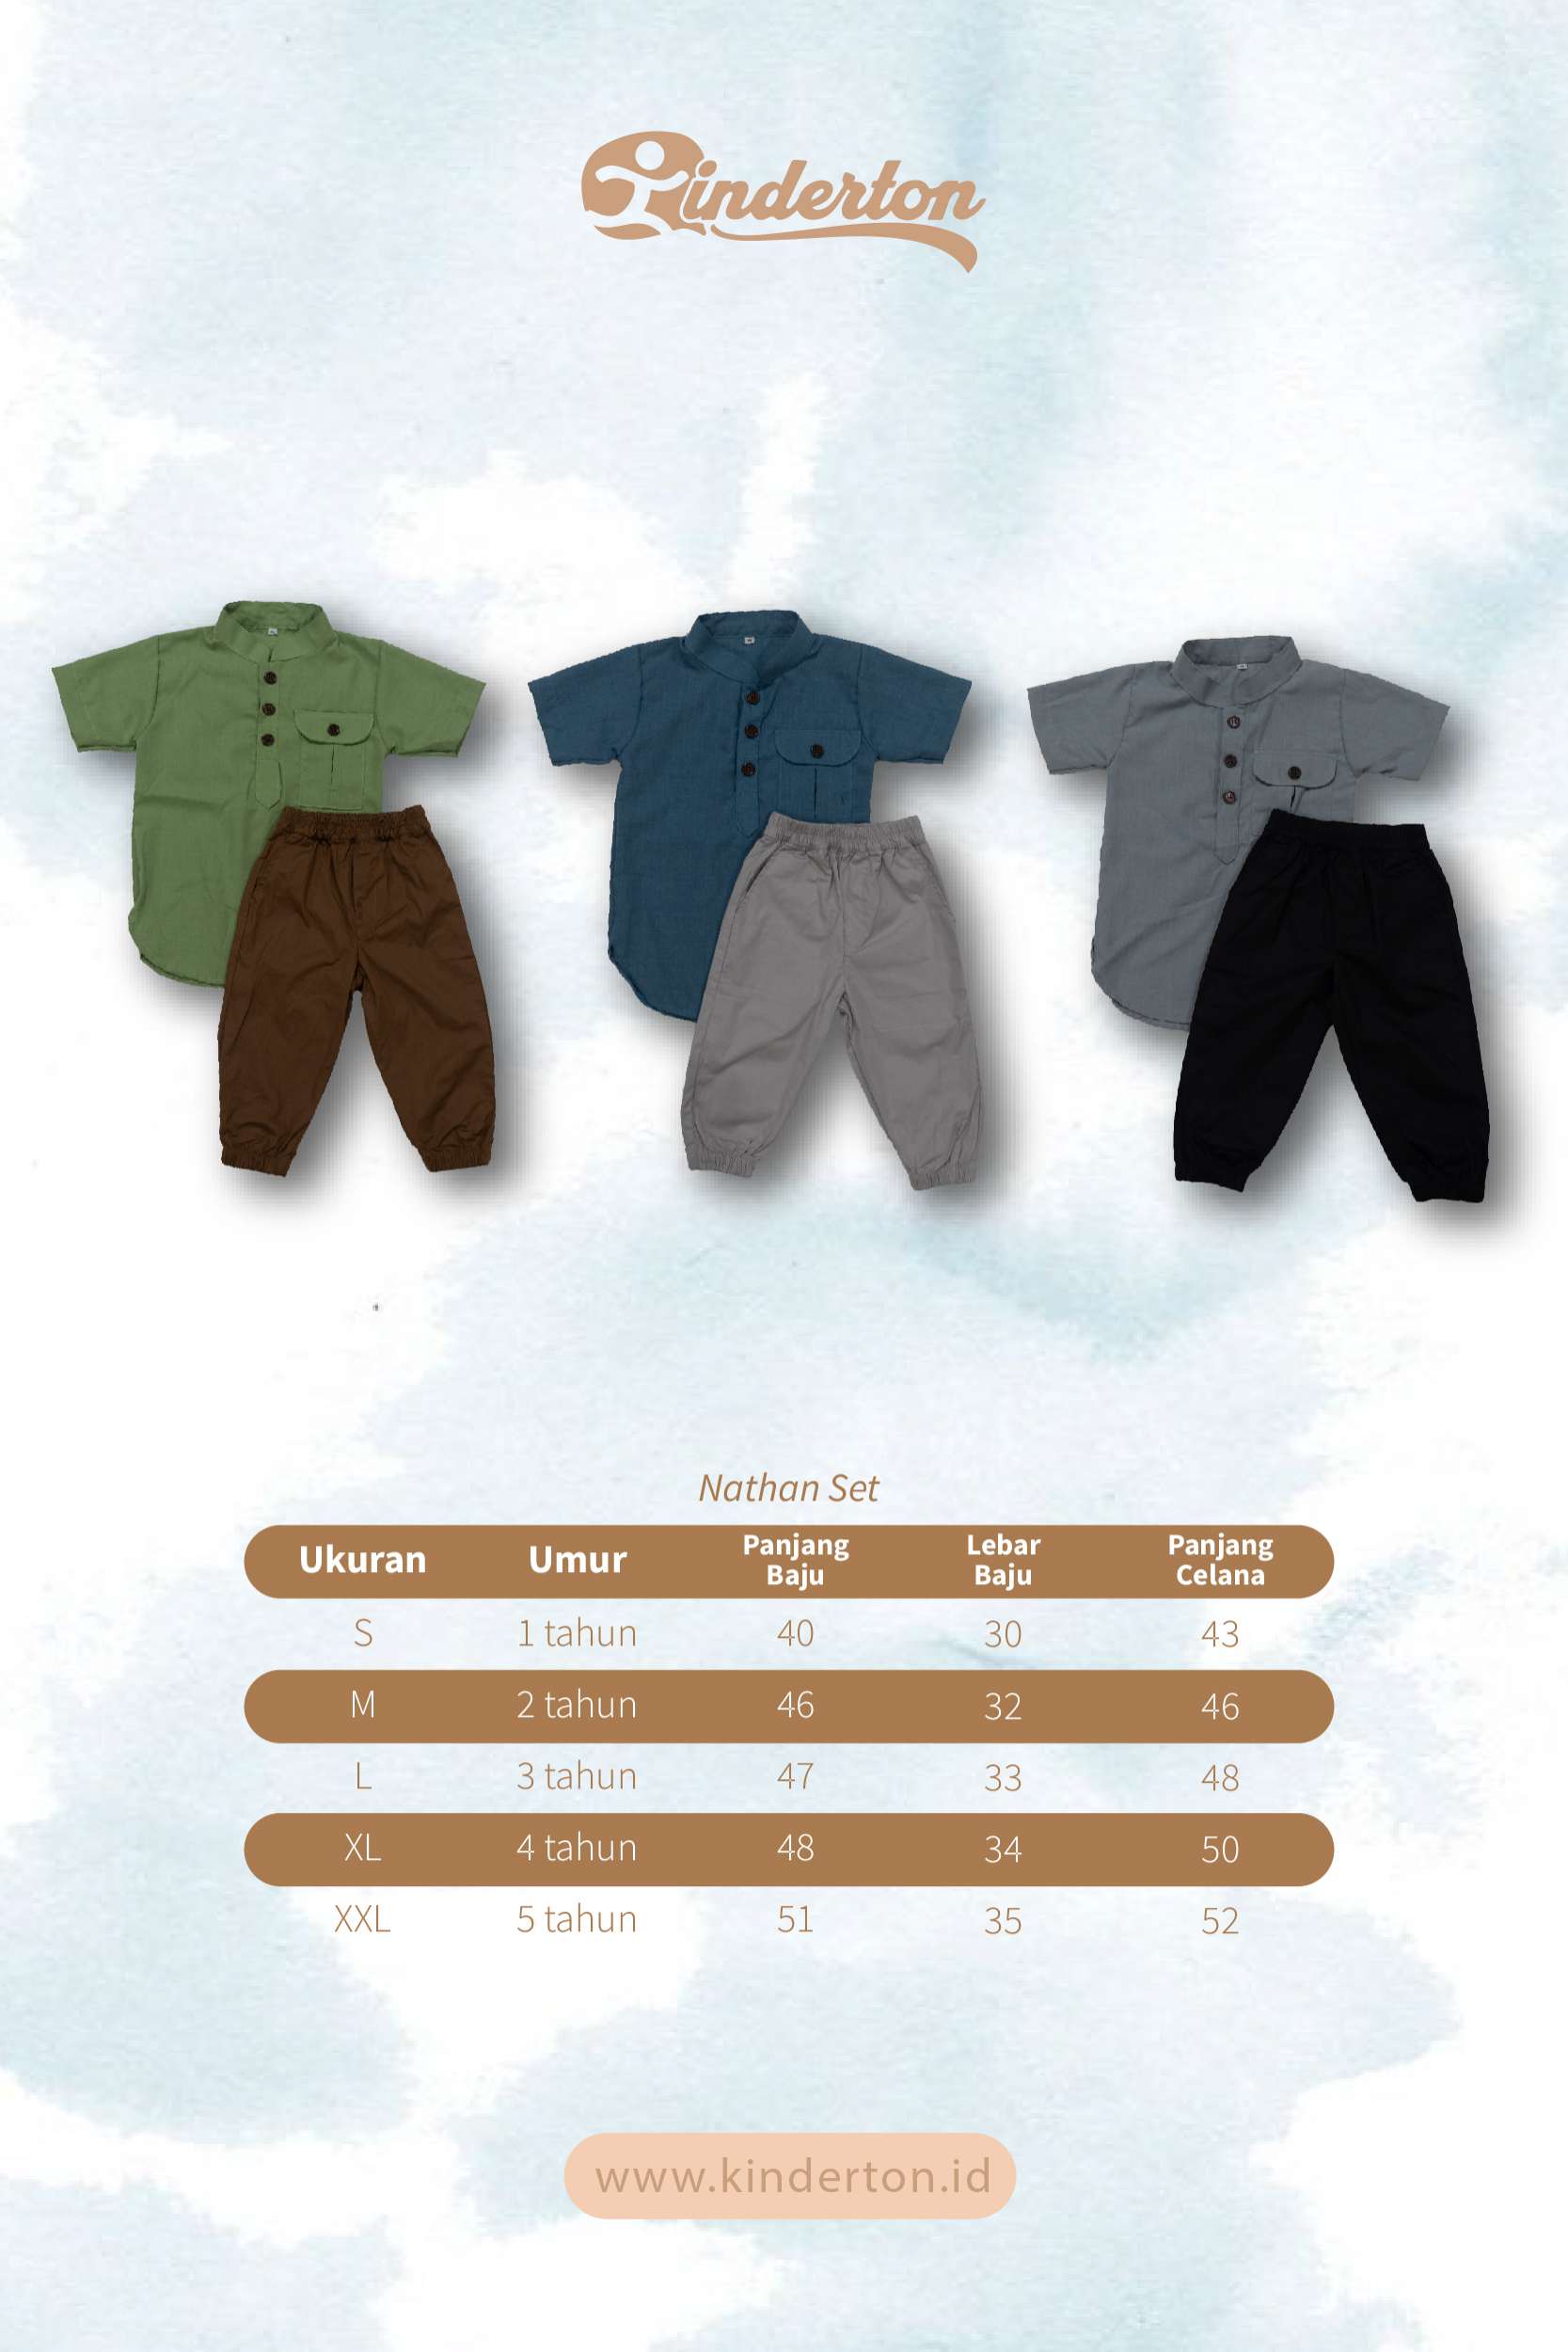 Kinderton
Nathan Set
Ukuran Umur Panjang Baju Lebar Baju Panjang Celana
S 1 tahun 40 30 43
M 2 tahun 46 32 46
L 3 tahun 47 33 48
XL 4 tahun 48 34 50
XXL 5 tahun 51 35 52
www.kinderton.id